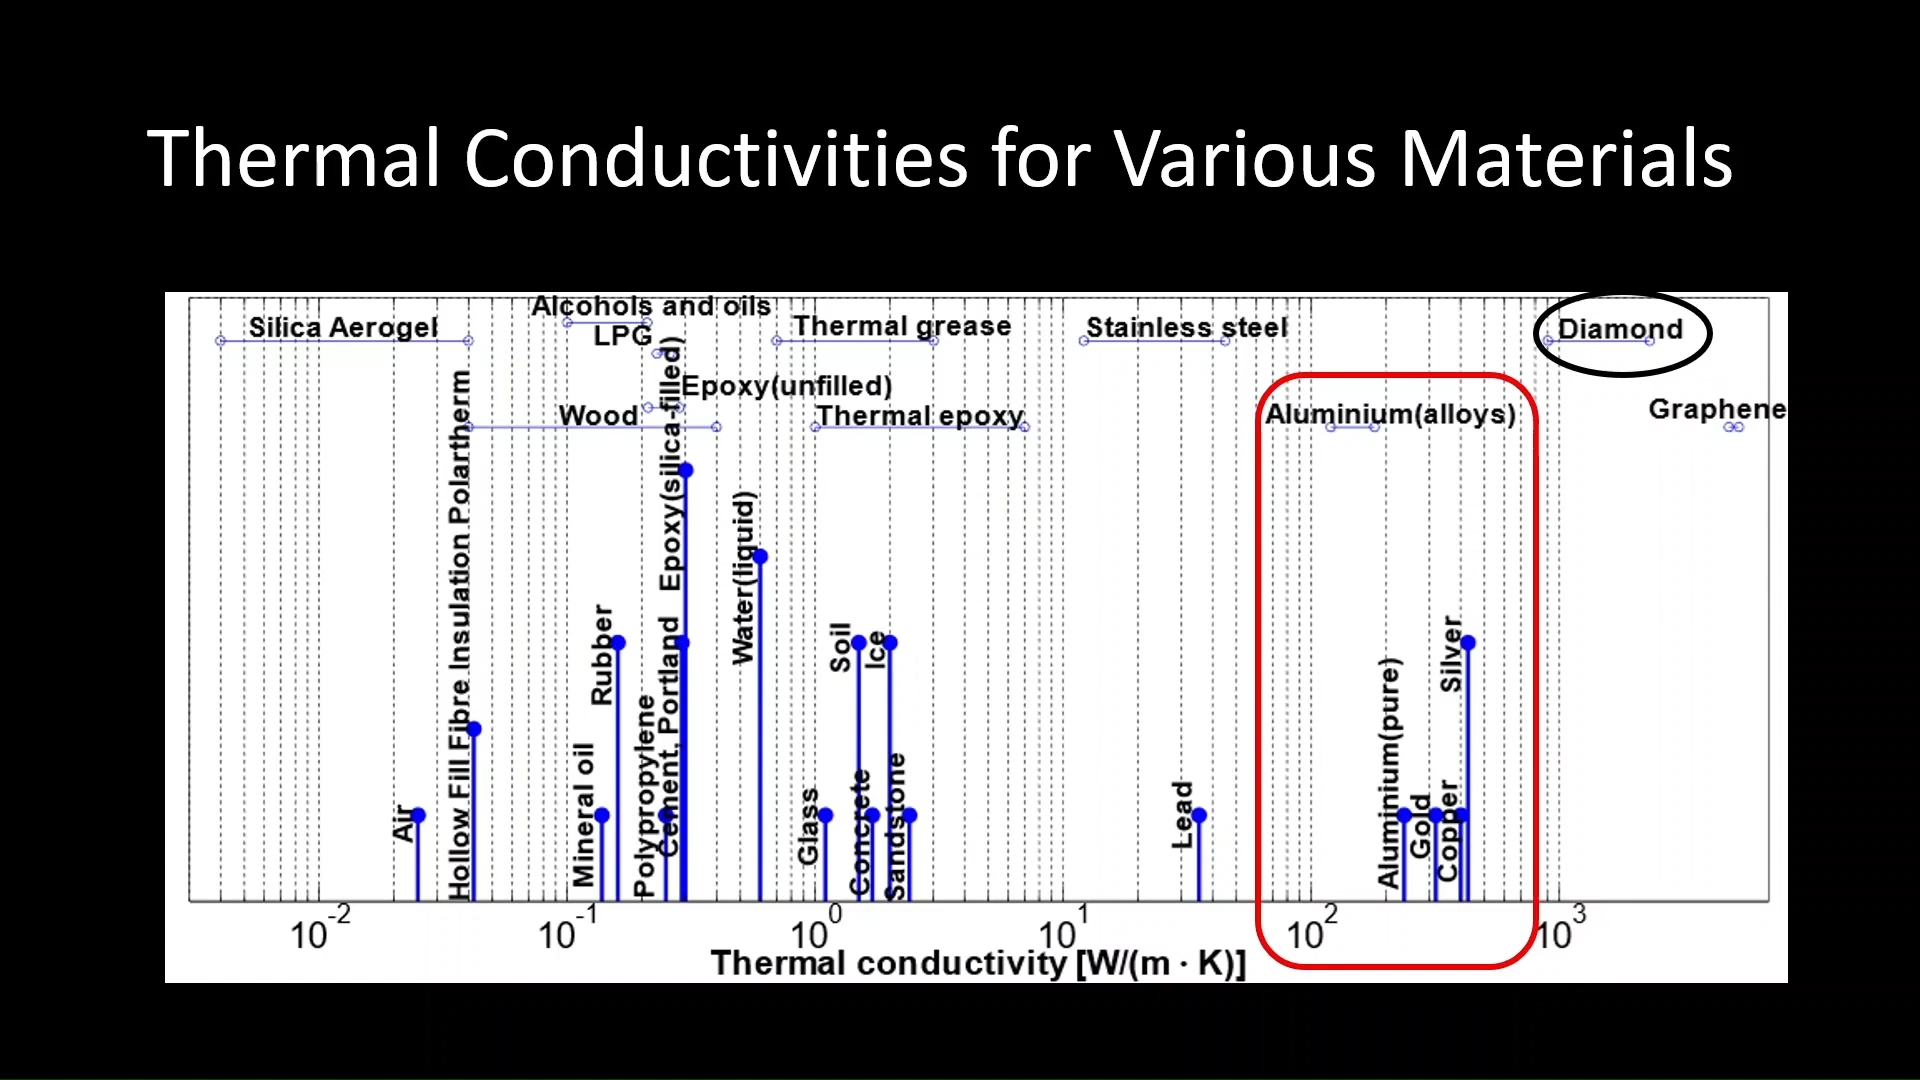 Thermal Conductivities for Various Materials
Alcohols and oils
Silica Aerogel
LPG
Thermal grease
Stainless steel
Diamond
Epoxy(unfilled)
Wood
Thermal epoxy
Aluminium(alloys)
Graphene
Air
Hollow Fill Fibre Insulation Polartherm
Mineral oil
Rubber
Polypropylene
Cement, Portland
Epoxy(silica-filled)
Water(liquid)
Glass
Soil
Concrete
Ice
Sandstone
Lead
Aluminium(pure)
Gold
Copper
Silver
10-2 10-1 100 101 102 103
Thermal conductivity [W/(m · K)]